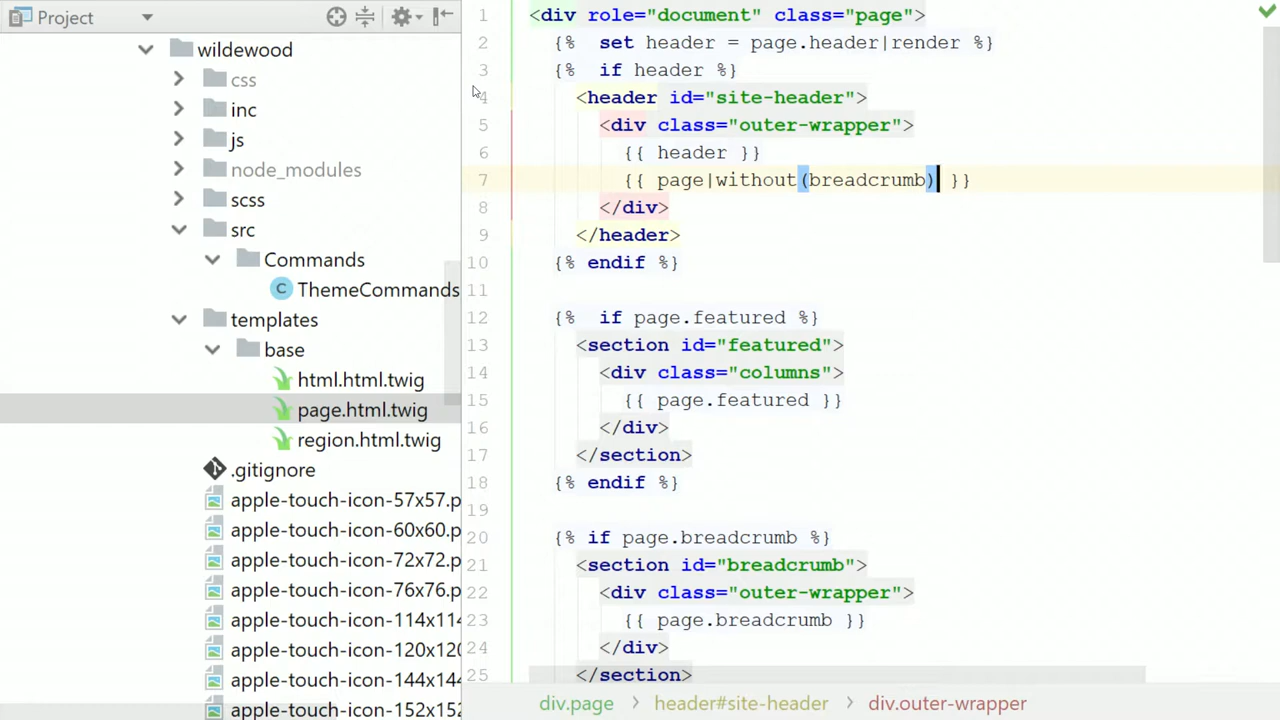 Project
wildewood
css
inc
js
node_modules
scss
src
Commands
C ThemeCommands
templates
base
html.html.twig
page.html.twig
region.html.twig
.gitignore
apple-touch-icon-57x57.p
apple-touch-icon-60x60.p
apple-touch-icon-72x72.p
apple-touch-icon-76x76.p
apple-touch-icon-114x114
apple-touch-icon-120x120
apple-touch-icon-144x144
apple-touch-icon-152x152
1 <div role="document" class="page">
2 {%  set header = page.header|render %}
3 {%  if header %}
4 <header id="site-header">
5 <div class="outer-wrapper">
6 {{ header }}
7 {{ page|without(breadcrumb) }}
8 </div>
9 </header>
10 {% endif %}
11
12 {%  if page.featured %}
13 <section id="featured">
14 <div class="columns">
15 {{ page.featured }}
16 </div>
17 </section>
18 {% endif %}
19
20 {% if page.breadcrumb %}
21 <section id="breadcrumb">
22 <div class="outer-wrapper">
23 {{ page.breadcrumb }}
24 </div>
25 </section>
div.page > header#site-header > div.outer-wrapper